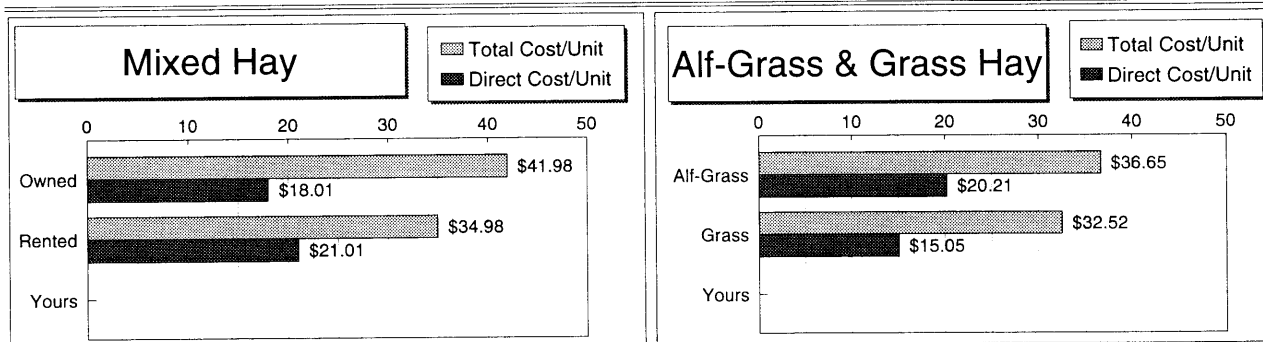 Mixed Hay
Total Cost/Unit
Direct Cost/Unit
0 10 20 30 40 50
Owned
$41.98
$18.01
Rented
$34.98
$21.01
Yours
Alf-Grass & Grass Hay
Total Cost/Unit
Direct Cost/Unit
0 10 20 30 40 50
Alf-Grass
$36.65
$20.21
Grass
$32.52
$15.05
Yours